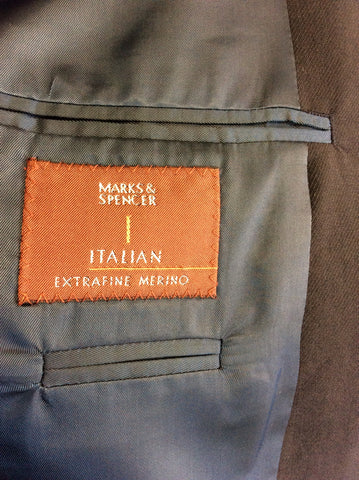 MARKS &
SPENCER
ITALIAN
EXTRAFINE MERINO